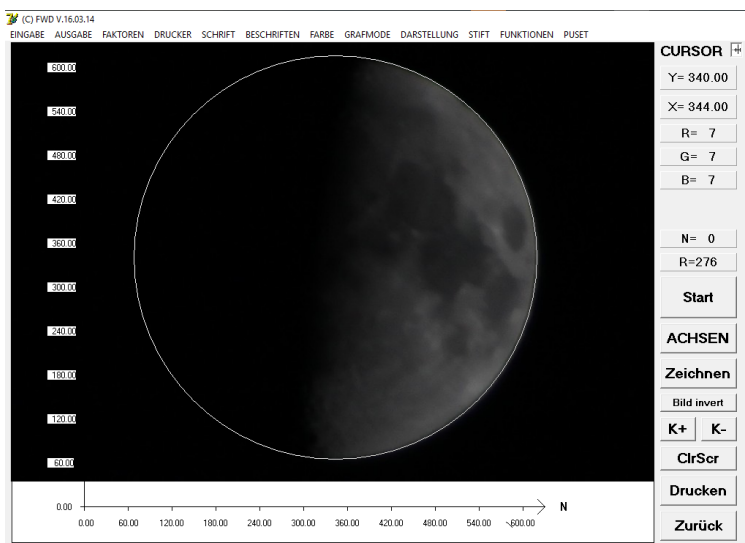 (C) FWD V.16.03.14
EINGABE AUSGABE FAKTOREN DRUCKER SCHRIFT BESCHRIFTEN FARBE GRAFMODE DARSTELLUNG STIFT FUNKTIONEN PUSET
CURSOR
Y= 340.00
X= 344.00
R= 7
G= 7
B= 7
N= 0
R=276
Start
ACHSEN
Zeichnen
Bild invert
K+ K-
ClrScr
Drucken
Zurück
600.00
540.00
480.00
420.00
360.00
300.00
240.00
180.00
120.00
60.00
0.00
N
0.00 60.00 120.00 180.00 240.00 300.00 360.00 420.00 480.00 540.00 600.00